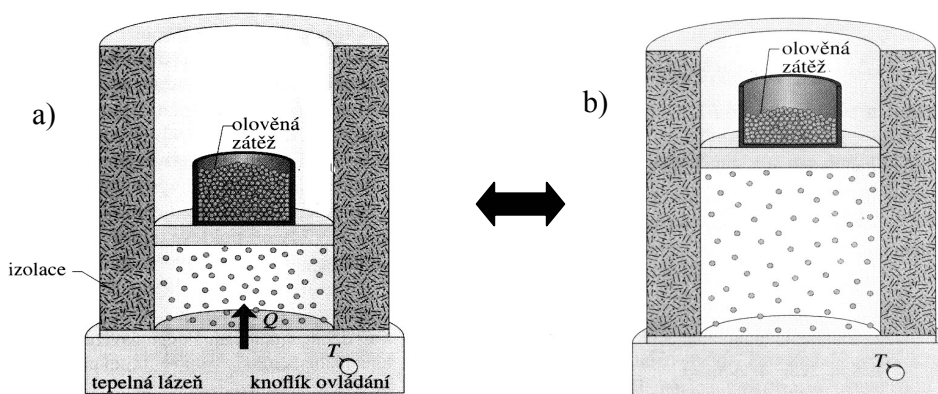 a)
olověná
zátěž
izolace
Q
T
tepelná lázeň
knoflík ovládání
b)
olověná
zátěž
T